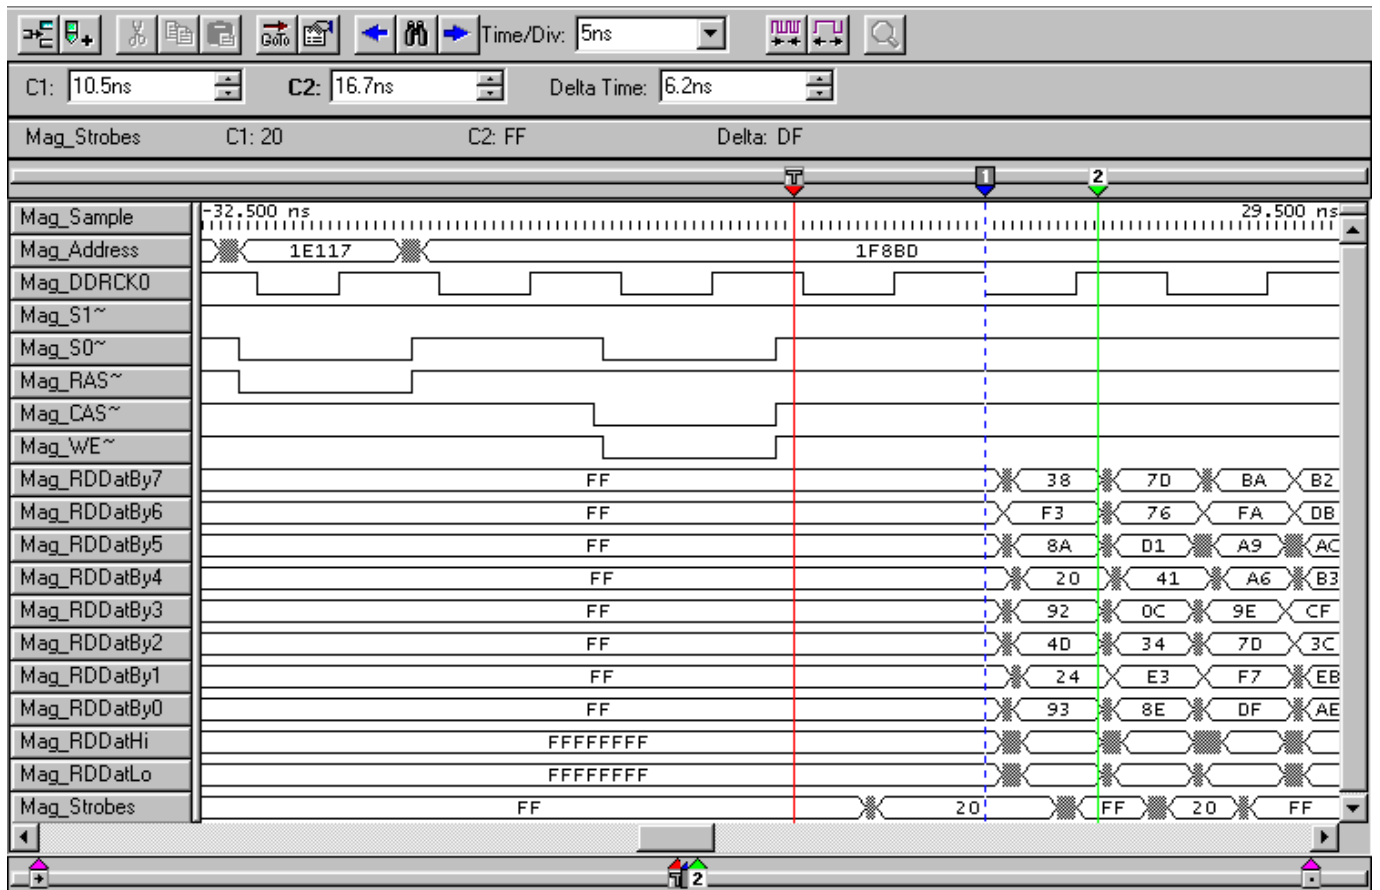 GoTo Time/Div: 5ns
C1: 10.5ns C2: 16.7ns Delta Time: 6.2ns
Mag_Strobes C1: 20 C2: FF Delta: DF
T 1 2
Mag_Sample -32.500 ns 29.500 ns
Mag_Address 1E117 1F8BD
Mag_DDRCK0
Mag_S1~
Mag_S0~
Mag_RAS~
Mag_CAS~
Mag_WE~
Mag_RDDatBy7 FF 38 7D BA B2
Mag_RDDatBy6 FF F3 76 FA DB
Mag_RDDatBy5 FF 8A D1 A9 AC
Mag_RDDatBy4 FF 20 41 A6 B3
Mag_RDDatBy3 FF 92 0C 9E CF
Mag_RDDatBy2 FF 4D 34 7D 3C
Mag_RDDatBy1 FF 24 E3 F7 EB
Mag_RDDatBy0 FF 93 8E DF AE
Mag_RDDatHi FFFFFFFF
Mag_RDDatLo FFFFFFFF
Mag_Strobes FF 20 FF 20 FF
T 2